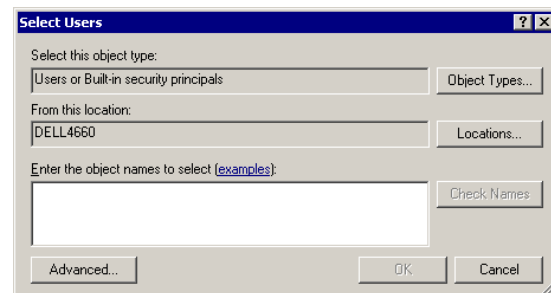 Select Users
Select this object type:
Users or Built-in security principals
Object Types...
From this location:
DELL4660
Locations...
Enter the object names to select (examples):
Check Names
Advanced...
OK
Cancel